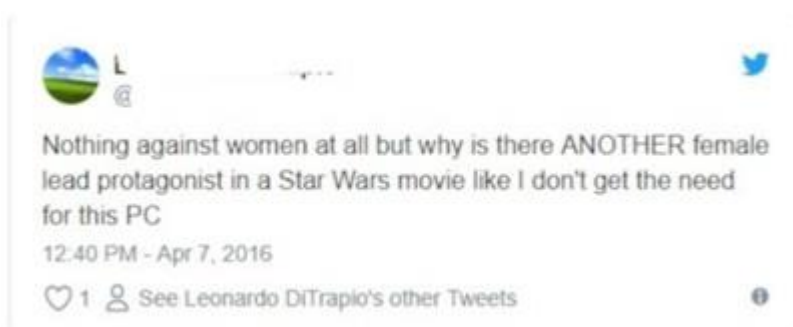 L
@
Nothing against women at all but why is there ANOTHER female
lead protagonist in a Star Wars movie like I don't get the need
for this PC
12:40 PM - Apr 7, 2016
1 See Leonardo DiTrapio's other Tweets